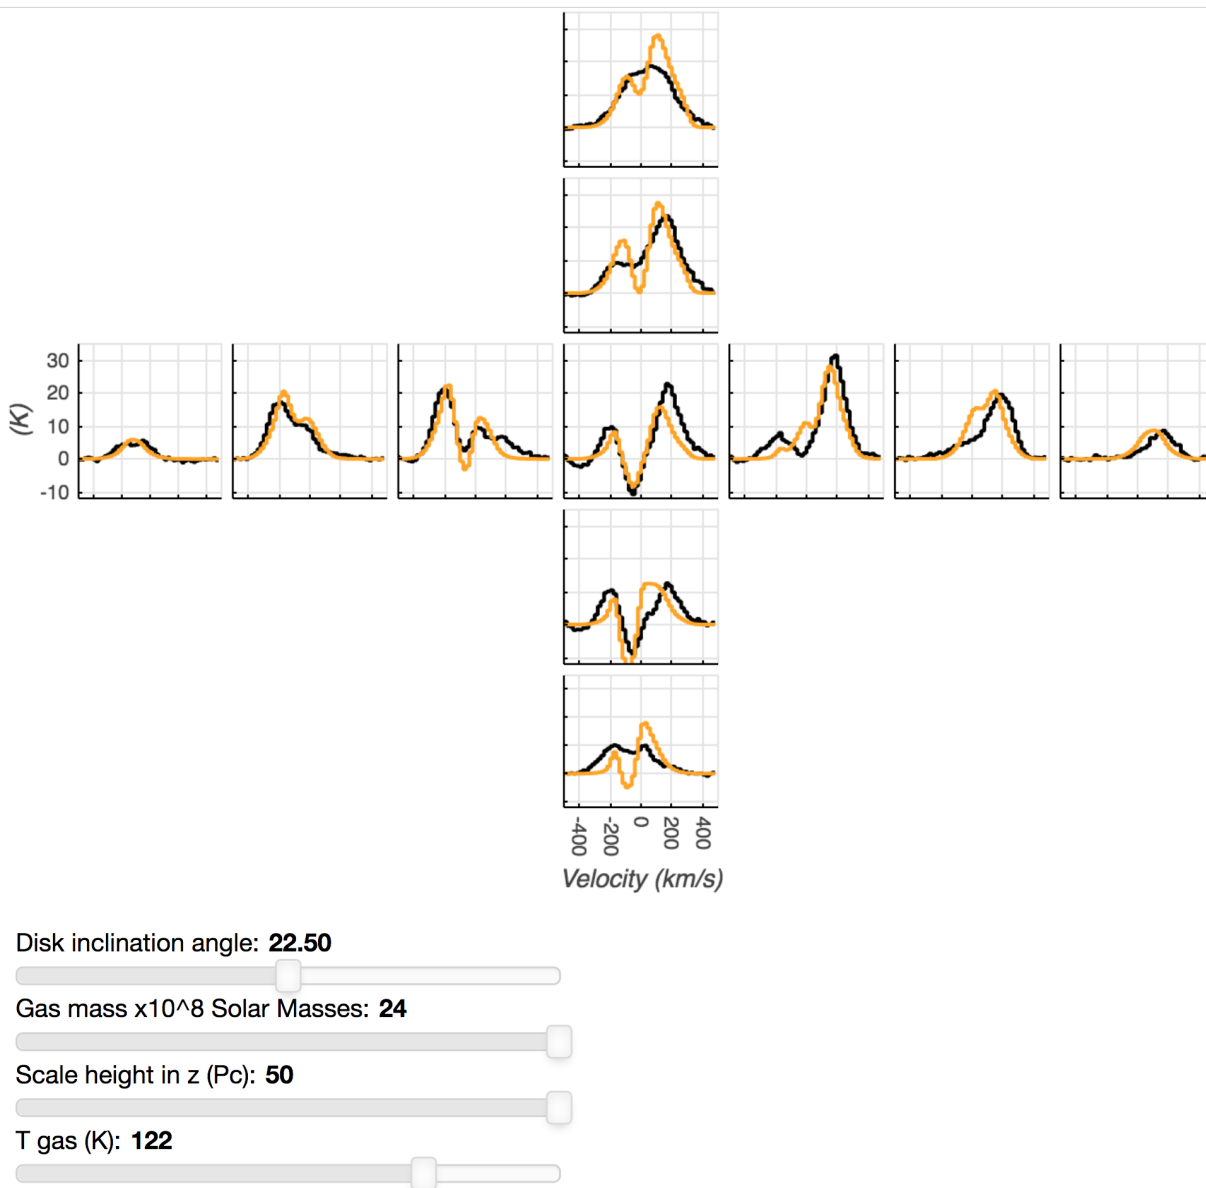 30
20
10
0
-10
(K)
-400 -200 0 200 400
Velocity (km/s)
Disk inclination angle: 22.50
Gas mass x10^8 Solar Masses: 24
Scale height in z (Pc): 50
T gas (K): 122